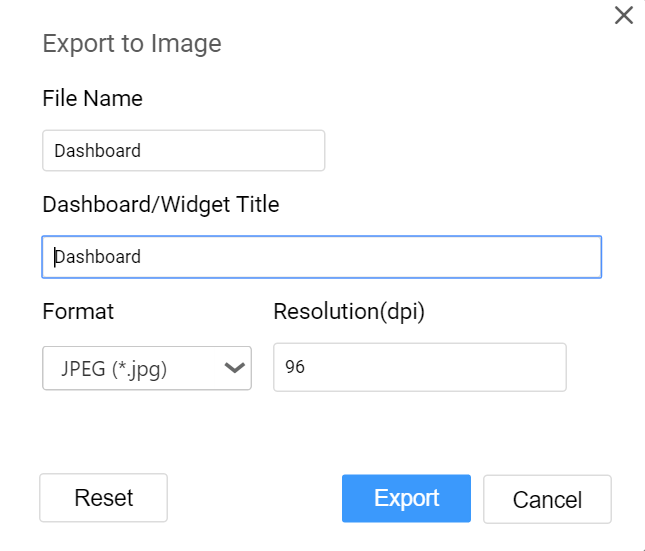 Export to Image
File Name
Dashboard
Dashboard/Widget Title
Dashboard
Format Resolution(dpi)
JPEG (*.jpg) 96
Reset Export Cancel